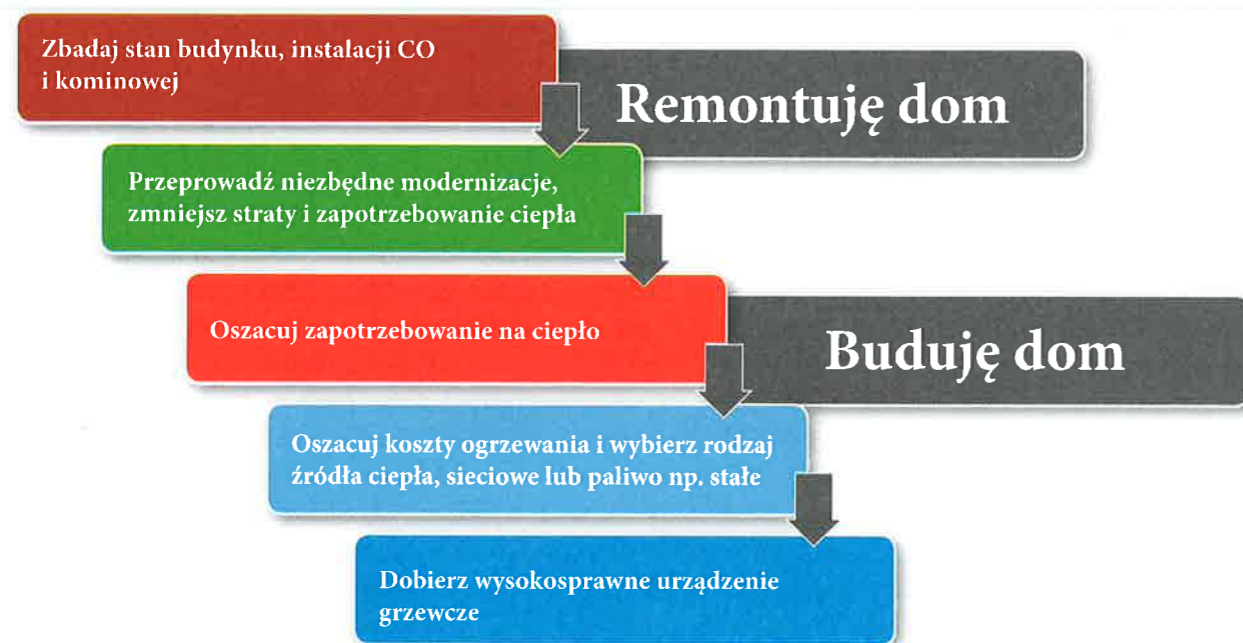 Zbadaj stan budynku, instalacji CO
i kominowej
Remontuję dom
Przeprowadź niezbędne modernizacje,
zmniejsz straty i zapotrzebowanie ciepła
Oszacuj zapotrzebowanie na ciepło
Buduję dom
Oszacuj koszty ogrzewania i wybierz rodzaj
źródła ciepła, sieciowe lub paliwo np. stałe
Dobierz wysokosprawne urządzenie
grzewcze